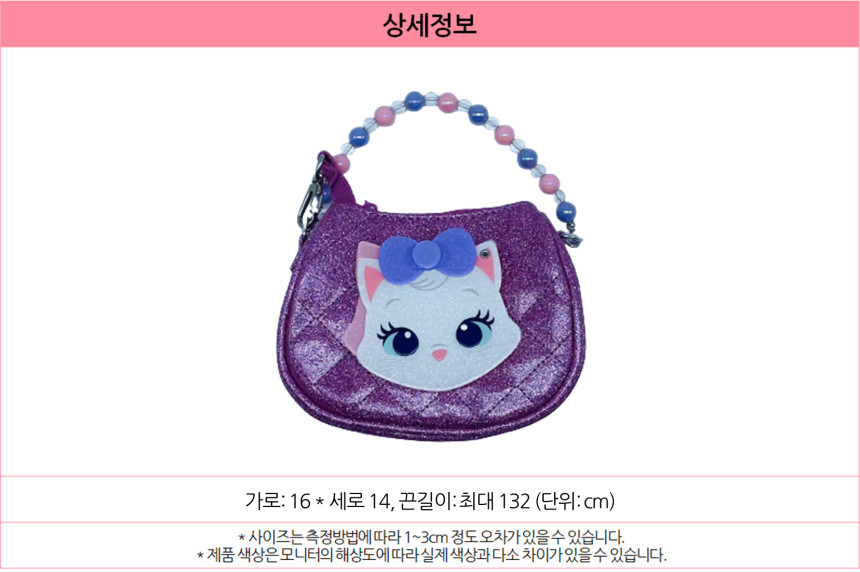 상세정보
가로: 16 * 세로 14, 끈길이: 최대 132 (단위: cm)
* 사이즈는 측정방법에 따라 1~3cm 정도 오차가 있을 수 있습니다.
* 제품 색상은 모니터의 해상도에 따라 실제 색상과 다소 차이가 있을 수 있습니다.